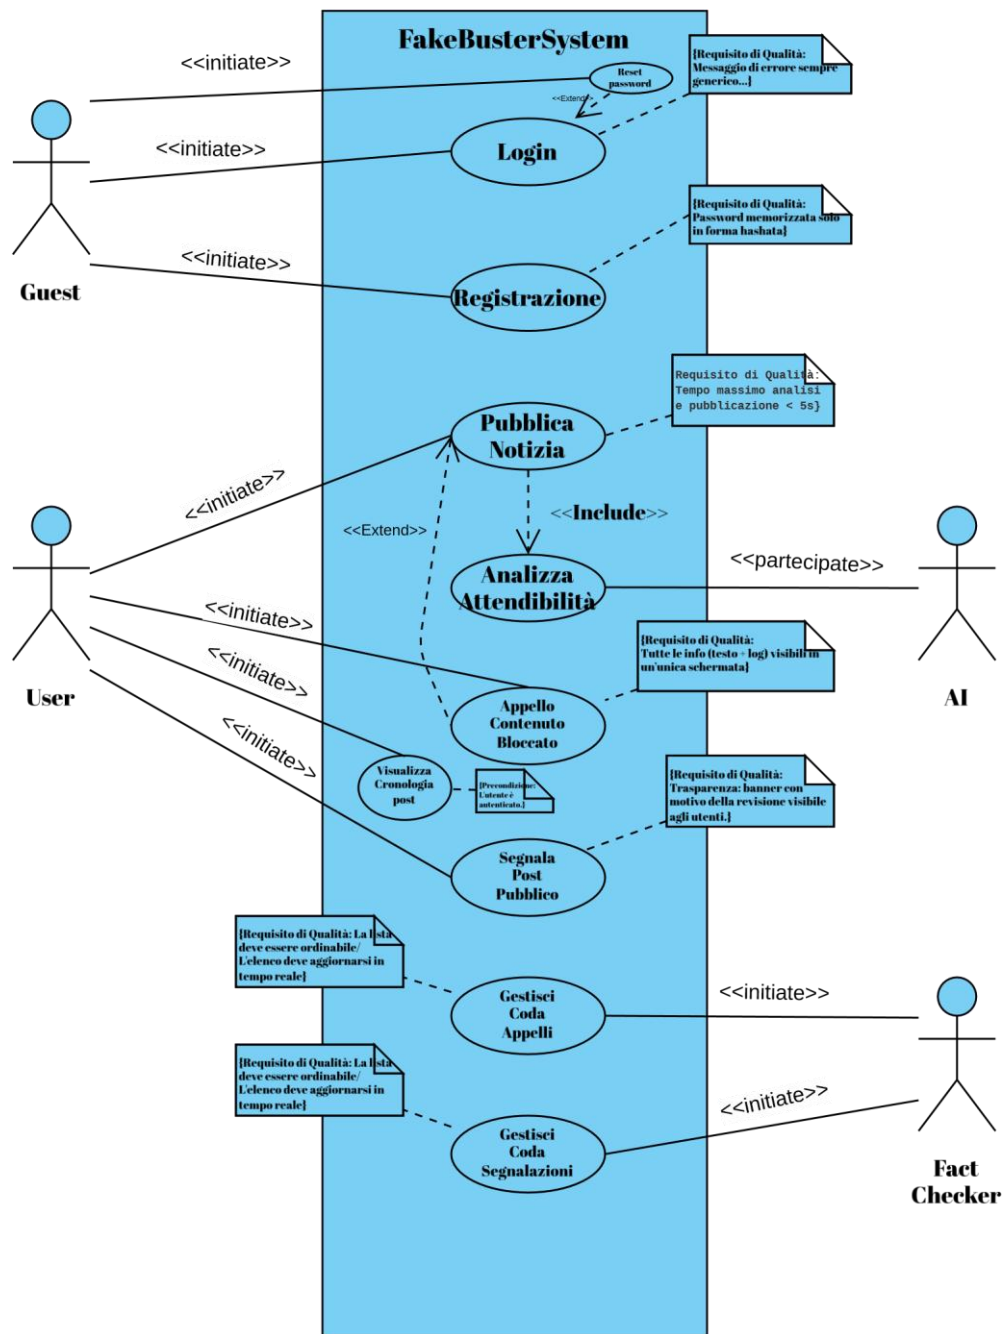 FakeBusterSystem
<<initiate>>
Reset
password
{Requisito di Qualità:
Messaggio di errore sempre
generico...}
<<Extend>>
<<initiate>>
Login
{Requisito di Qualità:
Password memorizzata solo
in forma hashata}
<<initiate>>
Guest
Registrazione
Requisito di Qualità:
Tempo massimo analisi
e pubblicazione < 5s}
Pubblica
Notizia
<<initiate>>
<<Extend>>
<<Include>>
<<partecipate>>
Analizza
Attendibilità
<<initiate>>
{Requisito di Qualità:
Tutte le info (testo + log) visibili in
un'unica schermata}
User
AI
<<initiate>>
Appello
Contenuto
Bloccato
<<initiate>>
Visualizza
Cronologia
post
{Precondizione:
L'utente è
autenticato.}
{Requisito di Qualità:
Trasparenza: banner con
motivo della revisione visibile
agli utenti.}
Segnala
Post
Pubblico
{Requisito di Qualità: La lista
deve essere ordinabile/
L'elenco deve aggiornarsi in
tempo reale}
Gestisci
Coda
Appelli
<<initiate>>
{Requisito di Qualità: La lista
deve essere ordinabile/
L'elenco deve aggiornarsi in
tempo reale}
<<initiate>>
Gestisci
Coda
Segnalazioni
Fact
Checker